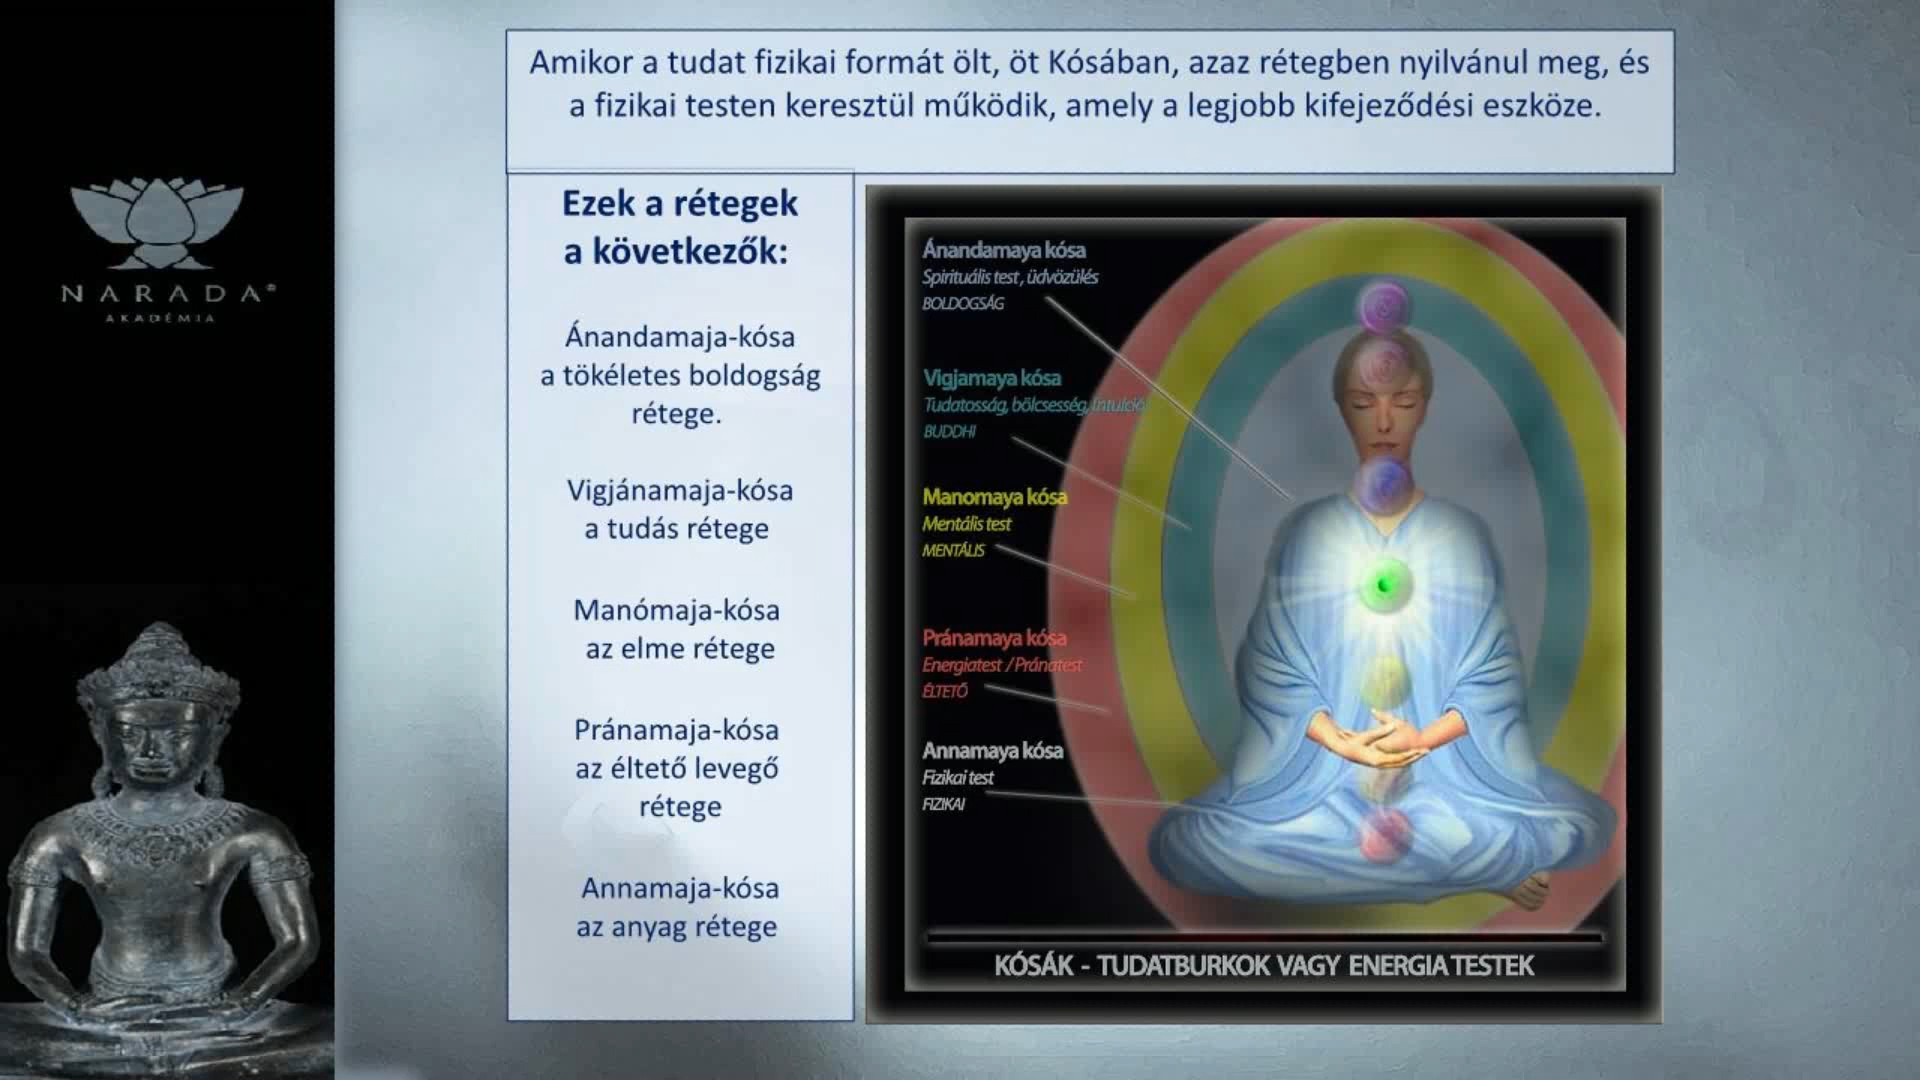 Amikor a tudat fizikai formát ölt, öt Kósában, azaz rétegben nyilvánul meg, és
a fizikai testen keresztül működik, amely a legjobb kifejeződési eszköze.
NARADA®
AKADÉMIA
Ezek a rétegek
a következők:
Ánandamaja-kósa
a tökéletes boldogság
rétege.
Vigjánamaja-kósa
a tudás rétege
Manómaja-kósa
az elme rétege
Pránamaja-kósa
az éltető levegő
rétege
Annamaja-kósa
az anyag rétege
Ánandamaya kósa
Spirituális test, üdvözülés
BOLDOGSÁG
Vigjamaya kósa
Tudatosság, bölcsesség, intuíció
BUDDHI
Manomaya kósa
Mentális test
MENTÁLIS
Pránamaya kósa
Energiatest / Pránatest
ÉLTETŐ
Annamaya kósa
Fizikai test
FIZIKAI
KÓSÁK - TUDATBURKOK VAGY ENERGIATESTEK